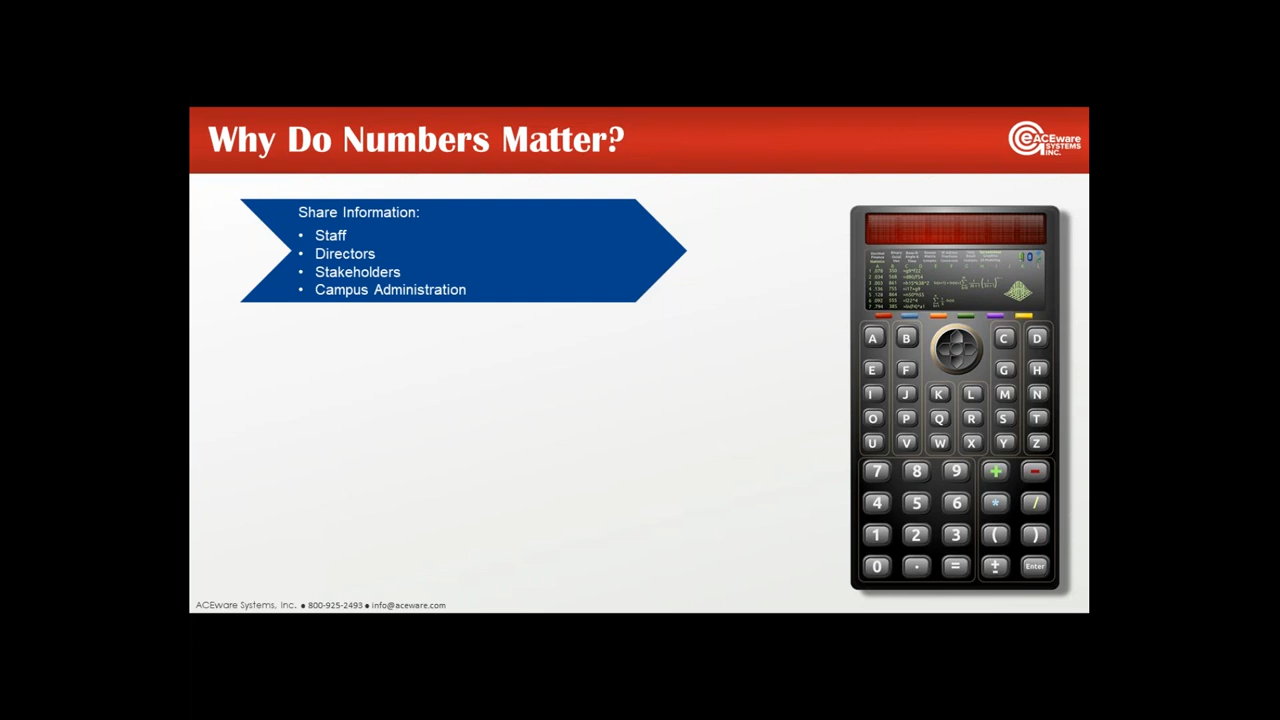 Why Do Numbers Matter?
eACEware
SYSTEMS
INC.
Share Information:
• Staff
• Directors
• Stakeholders
• Campus Administration
A B C D
E F G H
I J K L M N
O P Q R S T
U V W X Y Z
7 8 9 + -
4 5 6 * /
1 2 3 ( )
0 . = ± Enter
ACEware Systems, Inc. ● 800-925-2493 ● info@aceware.com